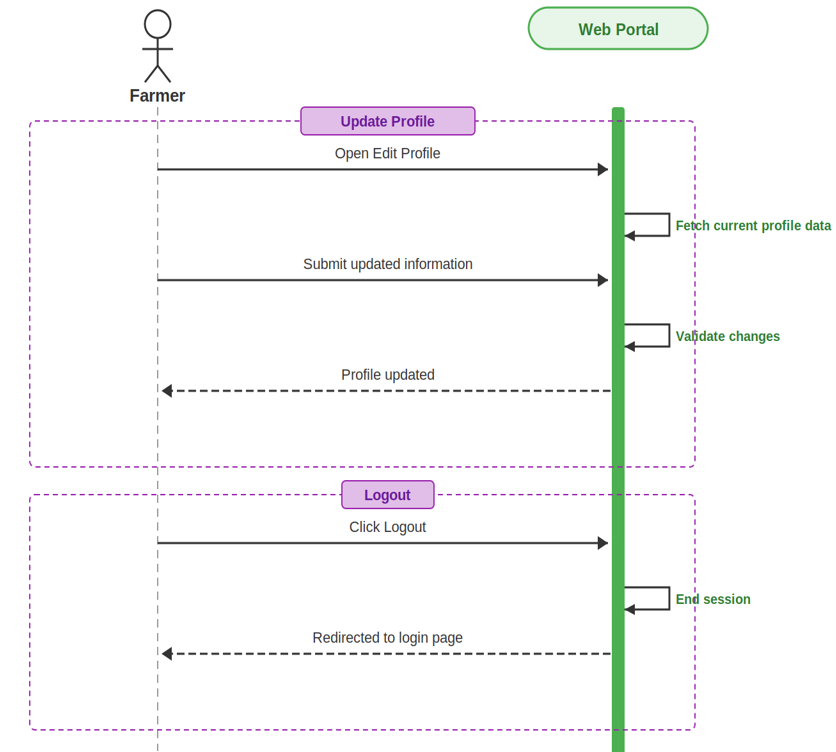 Web Portal
Farmer
Update Profile
Open Edit Profile
Fetch current profile data
Submit updated information
Validate changes
Profile updated
Logout
Click Logout
End session
Redirected to login page